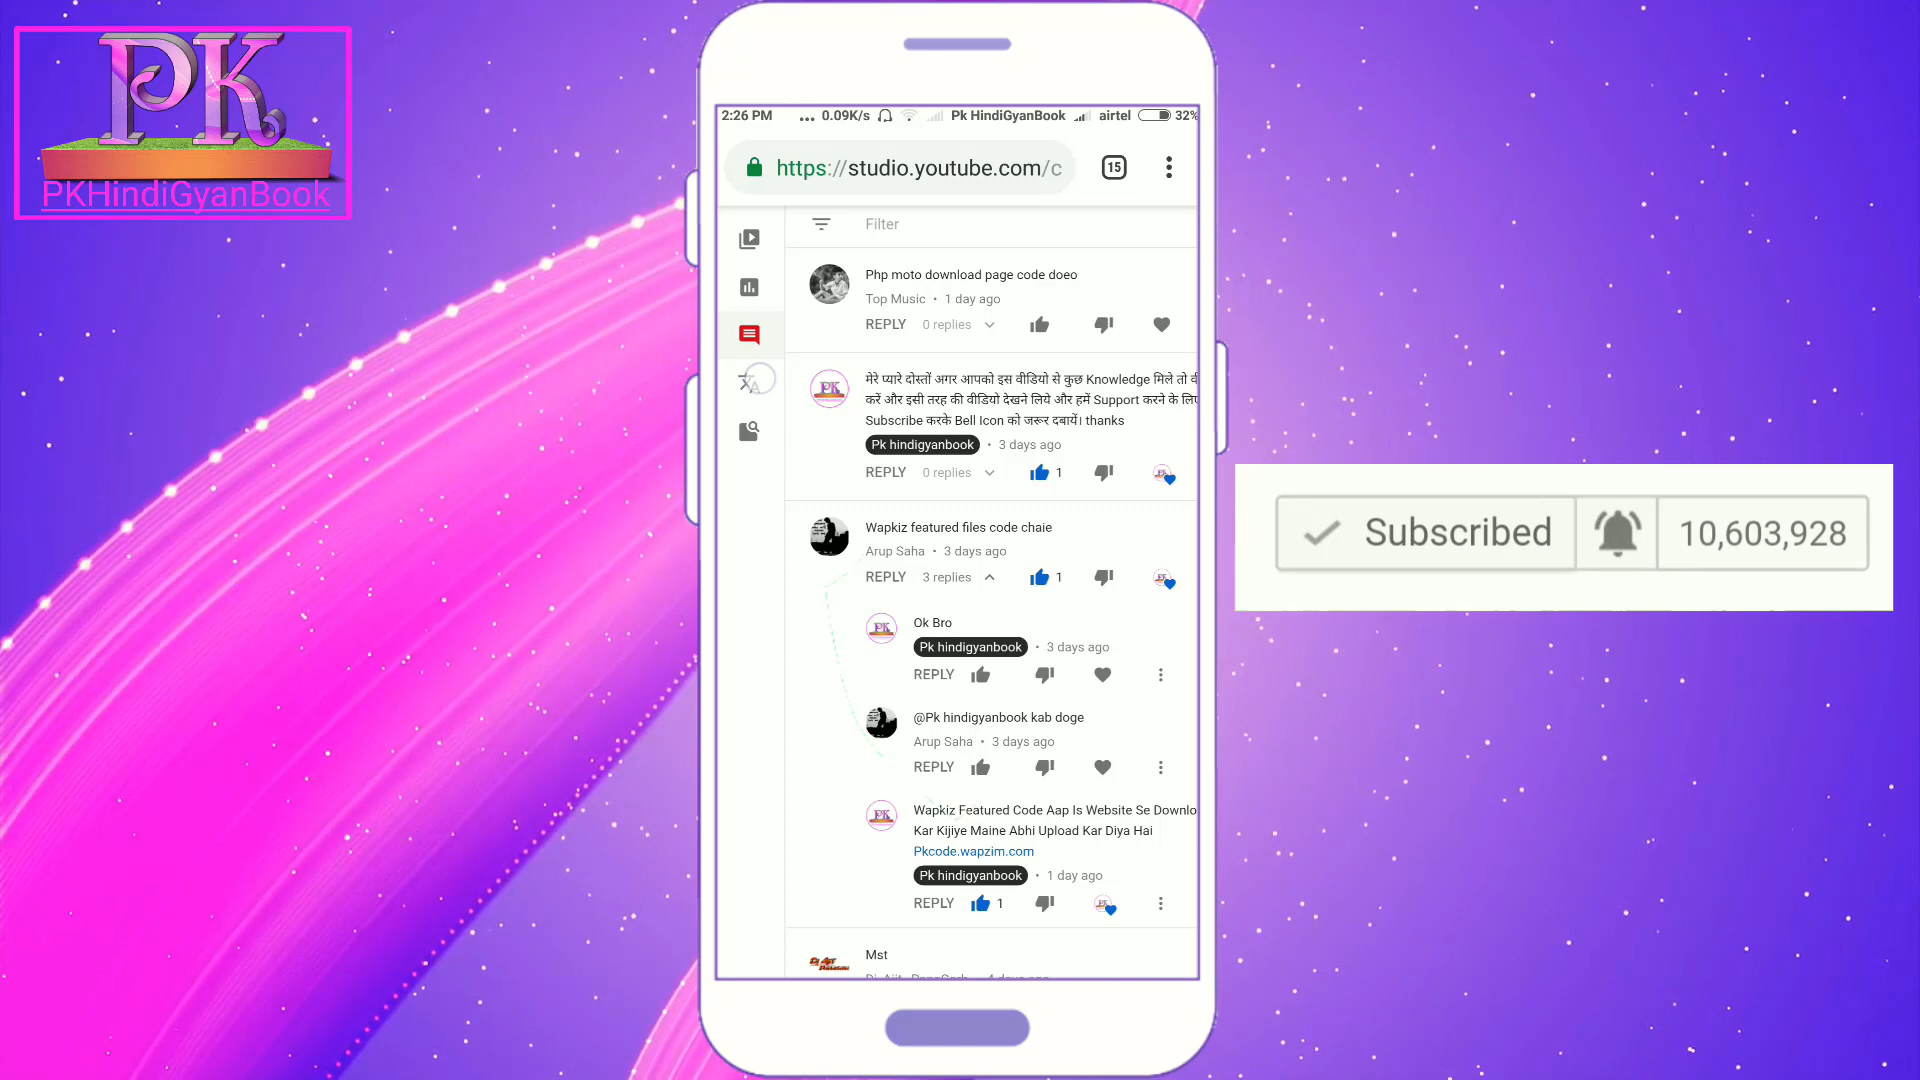 PK
PKHindiGyanBook
2:26 PM ... 0.09K/s Pk HindiGyanBook airtel 32%
https://studio.youtube.com/c
15
Filter
Php moto download page code doeo
Top Music • 1 day ago
REPLY 0 replies
मेरे प्यारे दोस्तों अगर आपको इस वीडियो से कुछ Knowledge मिले तो
करें और इसी तरह की वीडियो देखने लिये और हमें Support करने के लिए
Subscribe करके Bell Icon को जरूर दबायें। thanks
Pk hindigyanbook • 3 days ago
REPLY 0 replies 1
Wapkiz featured files code chaie
Arup Saha • 3 days ago
REPLY 3 replies 1
Ok Bro
Pk hindigyanbook • 3 days ago
REPLY
@Pk hindigyanbook kab doge
Arup Saha • 3 days ago
REPLY
Wapkiz Featured Code Aap Is Website Se Downlo
Kar Kijiye Maine Abhi Upload Kar Diya Hai
Pkcode.wapzim.com
Pk hindigyanbook • 1 day ago
REPLY 1
Mst
Subscribed 10,603,928